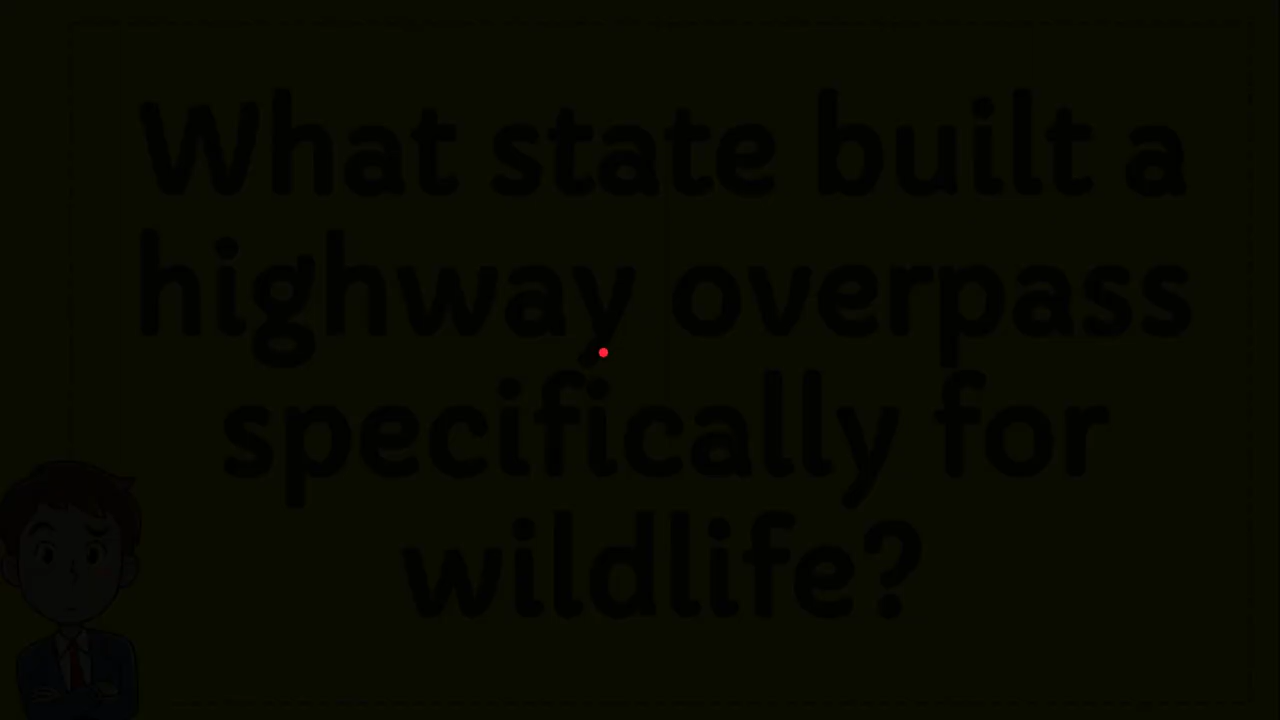 What state built a
highway overpass
specifically for
wildlife?